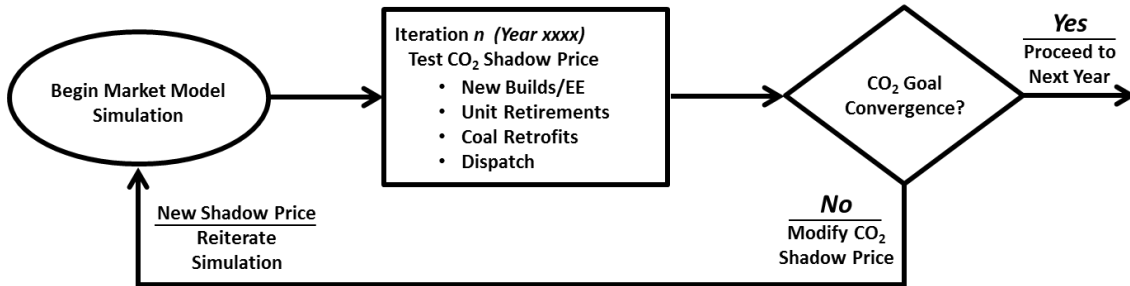 Begin Market Model
Simulation
Iteration n (Year xxxx)
Test CO₂ Shadow Price
• New Builds/EE
• Unit Retirements
• Coal Retrofits
• Dispatch
CO₂ Goal
Convergence?
Yes
Proceed to
Next Year
No
Modify CO₂
Shadow Price
New Shadow Price
Reiterate
Simulation